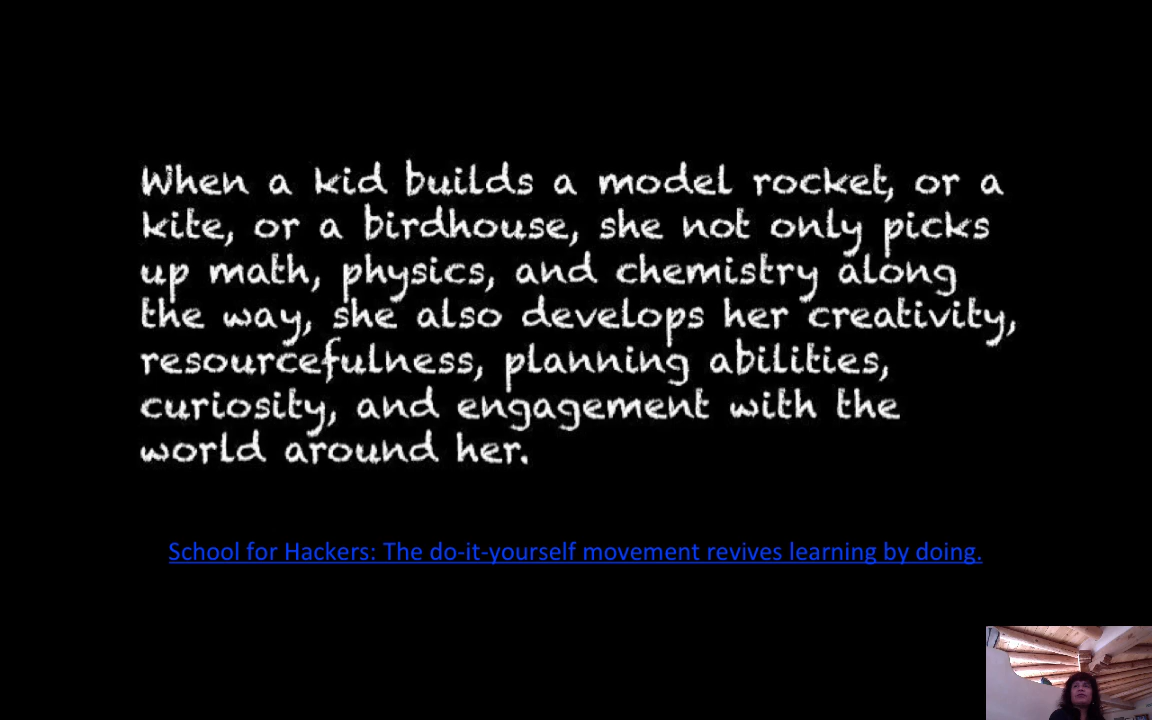 When a kid builds a model rocket, or a
kite, or a birdhouse, she not only picks
up math, physics, and chemistry along
the way, she also develops her creativity,
resourcefulness, planning abilities,
curiosity, and engagement with the
world around her.
School for Hackers: The do-it-yourself movement revives learning by doing.